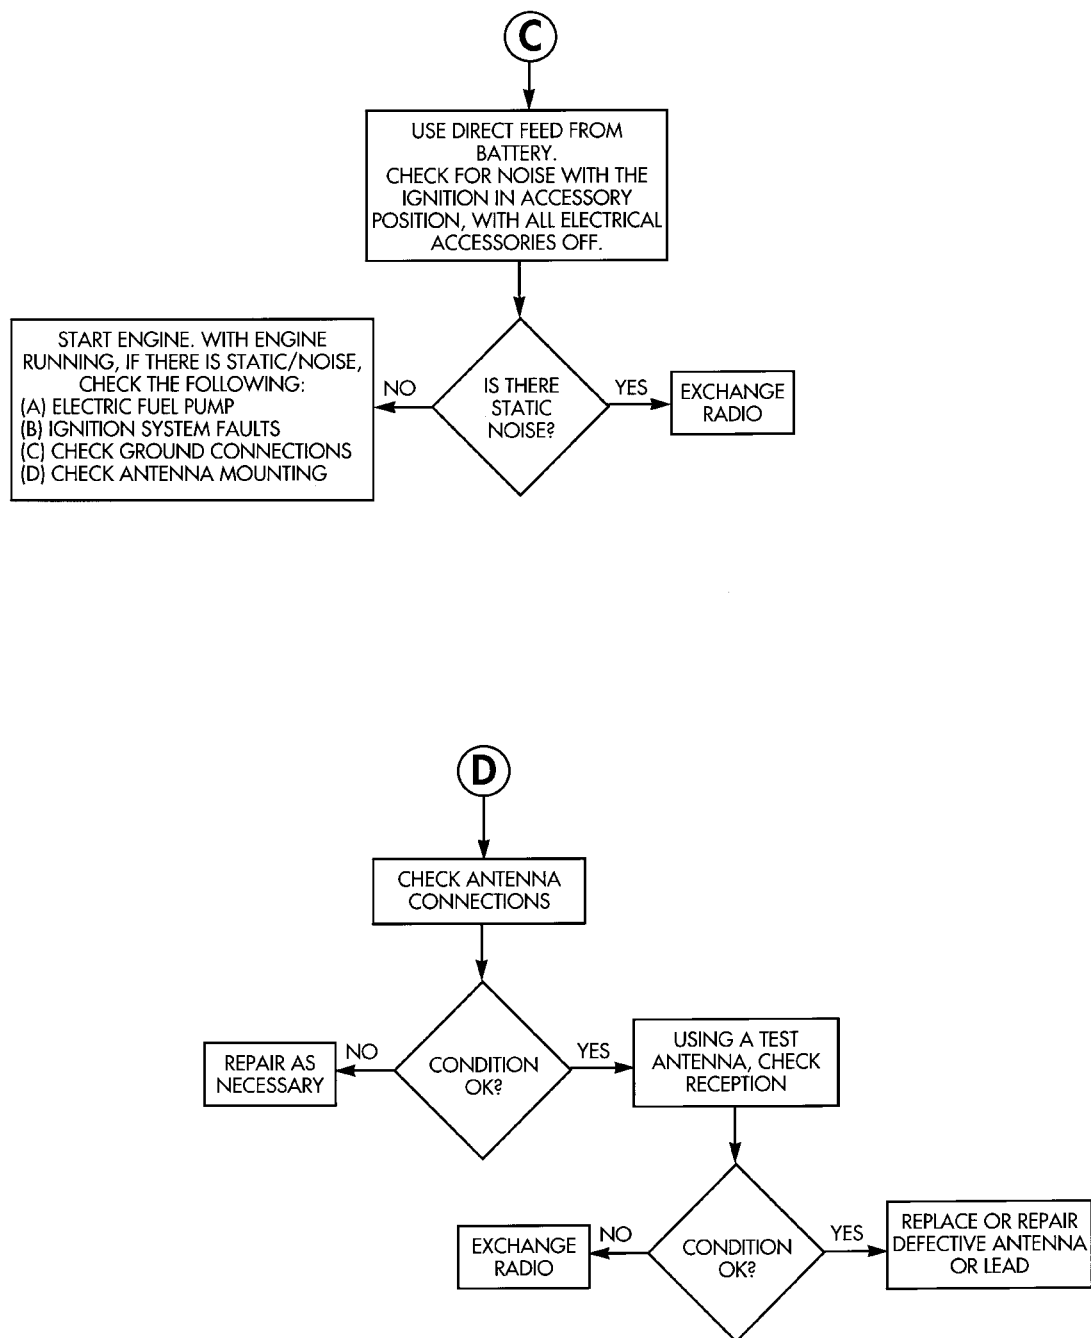 C
USE DIRECT FEED FROM
BATTERY.
CHECK FOR NOISE WITH THE
IGNITION IN ACCESSORY
POSITION, WITH ALL ELECTRICAL
ACCESSORIES OFF.
START ENGINE. WITH ENGINE
RUNNING, IF THERE IS STATIC/NOISE,
CHECK THE FOLLOWING:
(A) ELECTRIC FUEL PUMP
(B) IGNITION SYSTEM FAULTS
(C) CHECK GROUND CONNECTIONS
(D) CHECK ANTENNA MOUNTING
NO
IS THERE
STATIC
NOISE?
YES
EXCHANGE
RADIO
D
CHECK ANTENNA
CONNECTIONS
REPAIR AS
NECESSARY
NO
CONDITION
OK?
YES
USING A TEST
ANTENNA, CHECK
RECEPTION
EXCHANGE
RADIO
NO
CONDITION
OK?
YES
REPLACE OR REPAIR
DEFECTIVE ANTENNA
OR LEAD